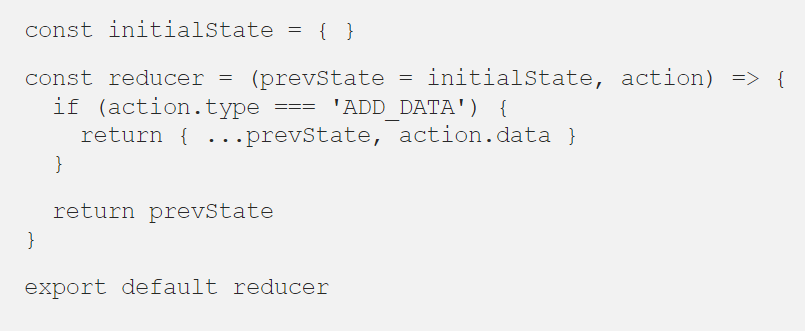 const initialState = { }
const reducer = (prevState = initialState, action) => {
  if (action.type === 'ADD_DATA') {
    return { ...prevState, action.data }
  }
  return prevState
}
export default reducer